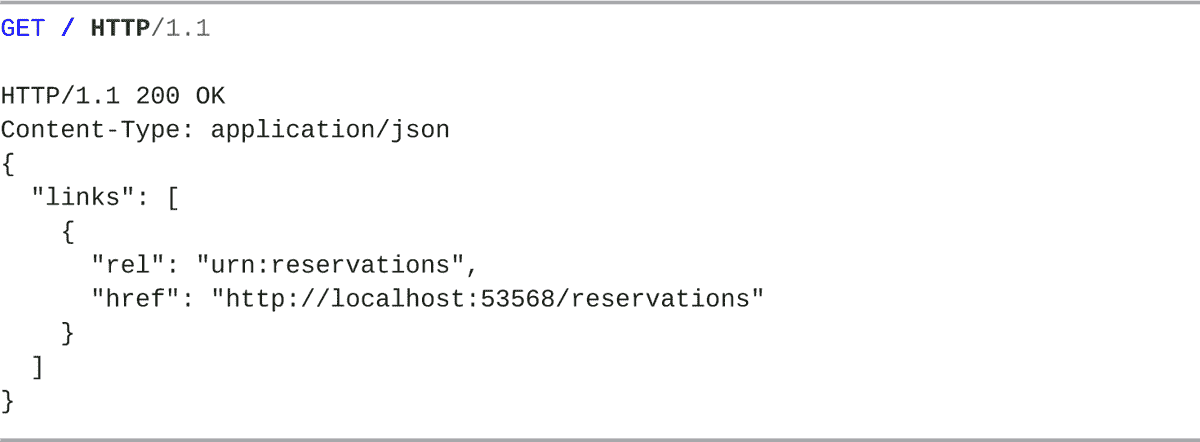 GET / HTTP/1.1

HTTP/1.1 200 OK
Content-Type: application/json
{
  "links": [
    {
      "rel": "urn:reservations",
      "href": "http://localhost:53568/reservations"
    }
  ]
}